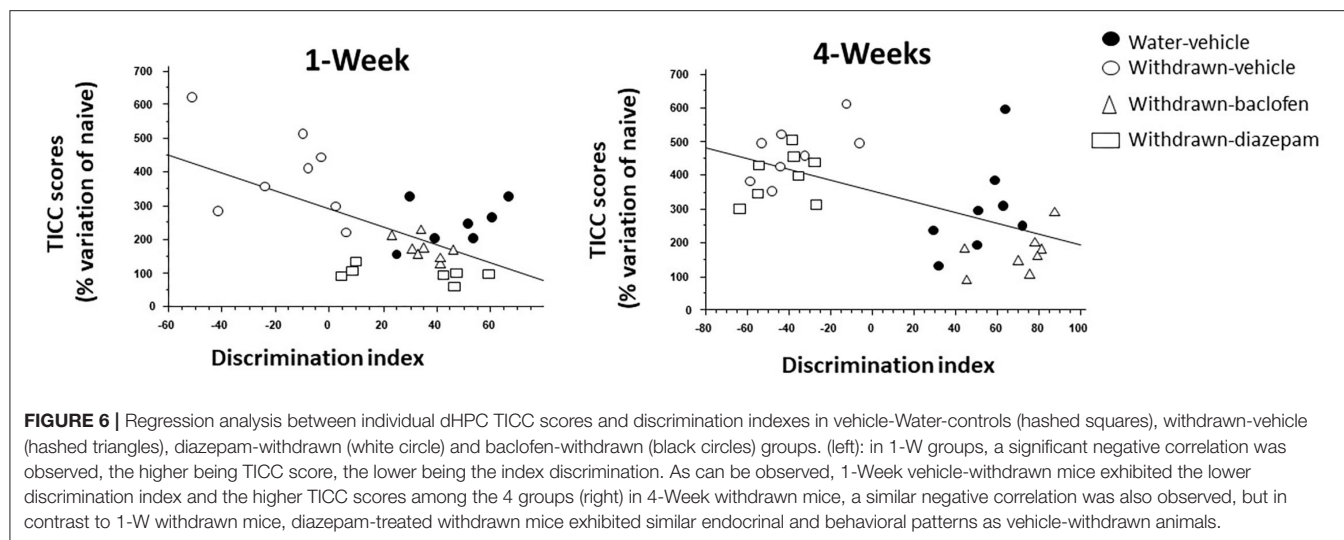 1-Week
700
600
500
400
300
200
100
0
-60
-40
-20
0
20
40
60
TICC scores
(% variation of naive)
Discrimination index
4-Weeks
700
600
500
400
300
200
100
0
-80
-60
-40
-20
0
20
40
60
80
100
TICC scores
(% variation of naive)
Discrimination index
Water-vehicle
Withdrawn-vehicle
Withdrawn-baclofen
Withdrawn-diazepam
FIGURE 6 | Regression analysis between individual dHPC TICC scores and discrimination indexes in vehicle-Water-controls (hashed squares), withdrawn-vehicle
(hashed triangles), diazepam-withdrawn (white circle) and baclofen-withdrawn (black circles) groups. (left): in 1-W groups, a significant negative correlation was
observed, the higher being TICC score, the lower being the index discrimination. As can be observed, 1-Week vehicle-withdrawn mice exhibited the lower
discrimination index and the higher TICC scores among the 4 groups (right) in 4-Week withdrawn mice, a similar negative correlation was also observed, but in
contrast to 1-W withdrawn mice, diazepam-treated withdrawn mice exhibited similar endocrinal and behavioral patterns as vehicle-withdrawn animals.